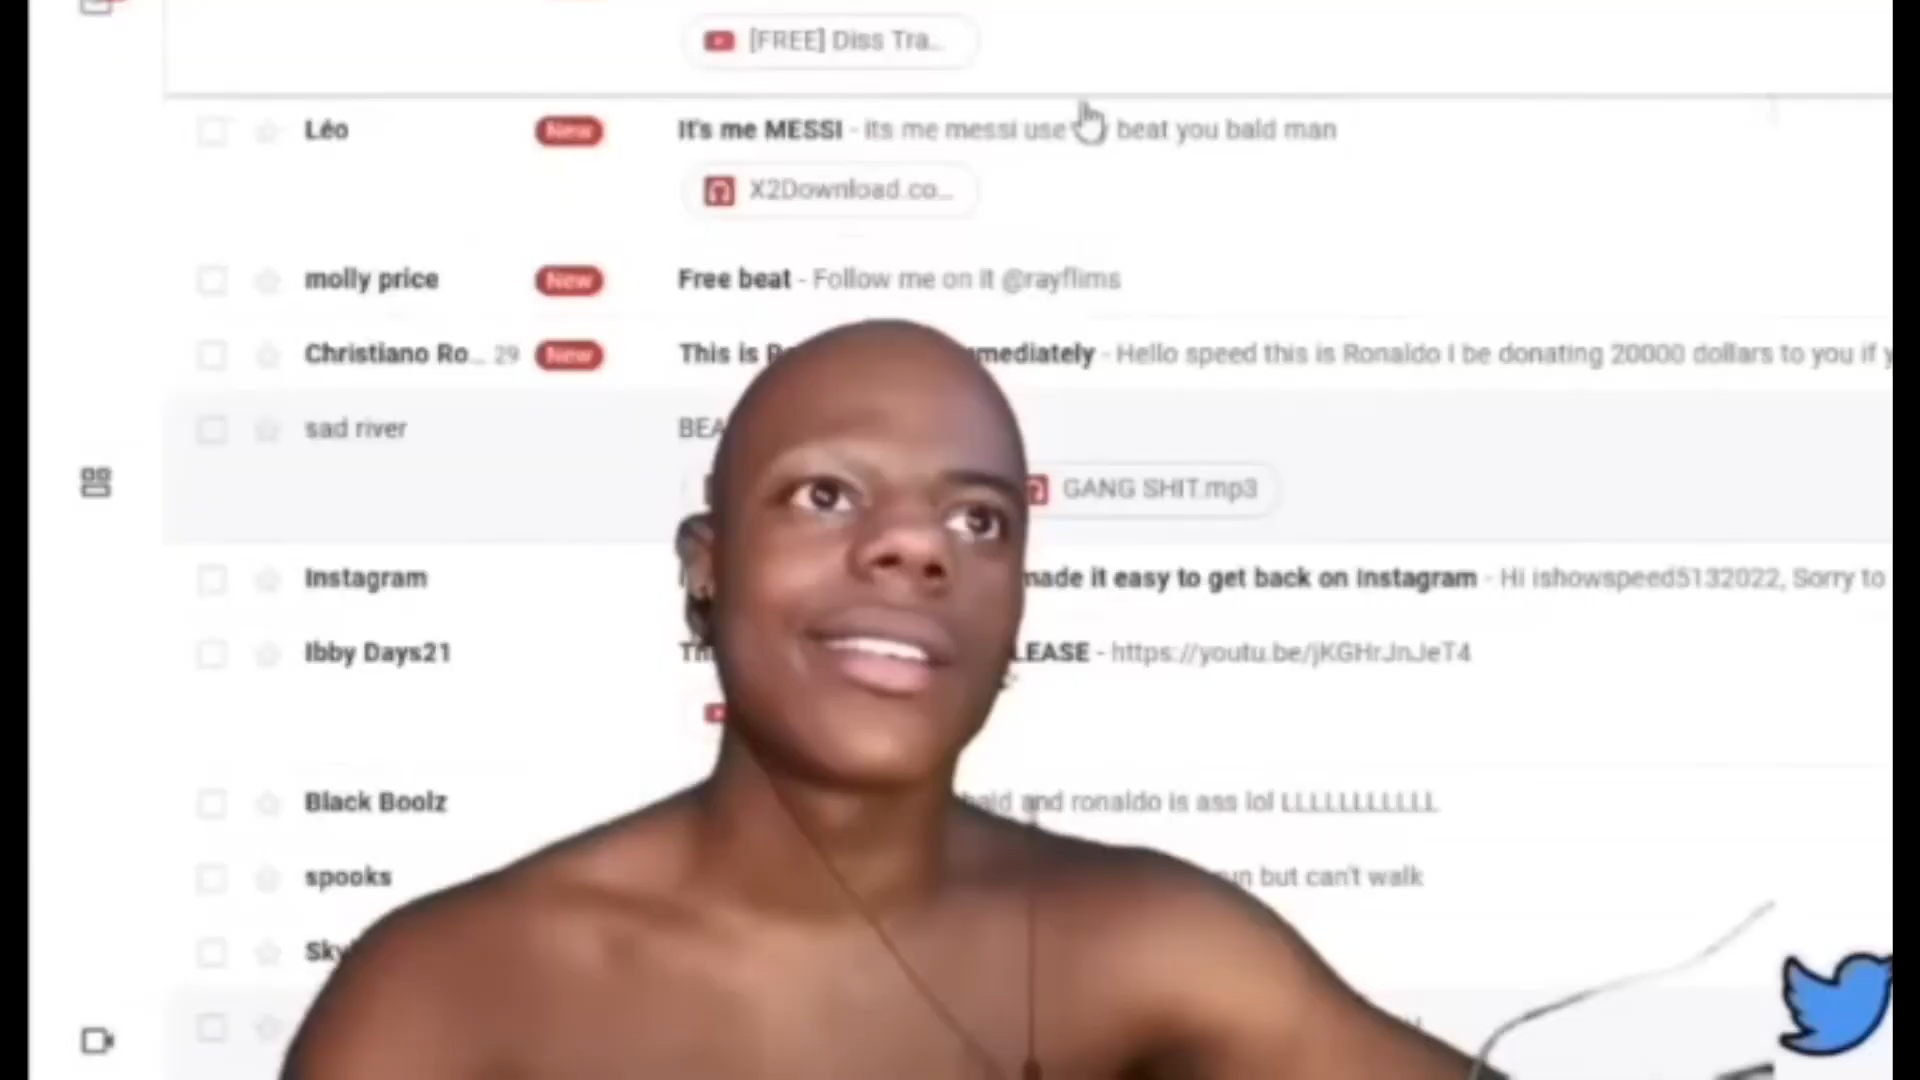 [FREE] Diss Tra...
Léo New It's me MESSI - Its me messi use beat you bald man
X2Download.co...
molly price New Free beat - Follow me on It @rayflims
Christiano Ro... 29 New This is mediately - Hello speed this is Ronaldo I be donating 20000 dollars to you if y
sad river BEA
GANG SHIT.mp3
Instagram made it easy to get back on Instagram - Hi ishowspeed5132022, Sorry to
Ibby Days21 LEASE - https://youtu.be/jKGHrJnJeT4
Black Boolz and ronaldo is ass lol LLLLLLLLLLL
spooks but can't walk
Sky